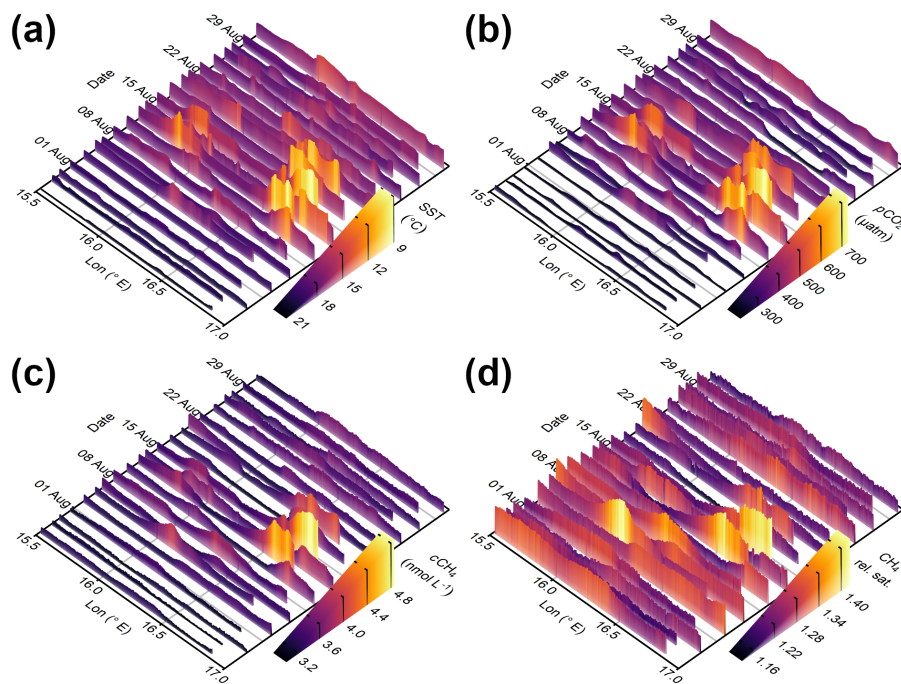 (a)
29 Aug
22 Aug
15 Aug
08 Aug
01 Aug
Date
15.5
16.0
16.5
17.0
Lon (° E)
SST
(°C)
9
12
15
18
21
(b)
29 Aug
22 Aug
15 Aug
08 Aug
01 Aug
Date
15.5
16.0
16.5
17.0
Lon (° E)
pCO₂
(µatm)
700
600
500
400
300
(c)
29 Aug
22 Aug
15 Aug
08 Aug
01 Aug
Date
15.5
16.0
16.5
17.0
Lon (° E)
cCH₄
(nmol L⁻¹)
4.8
4.4
4.0
3.6
3.2
(d)
29 Aug
22 Aug
15 Aug
08 Aug
01 Aug
Date
15.5
16.0
16.5
17.0
Lon (° E)
CH₄
rel. sat.
1.40
1.34
1.28
1.22
1.16